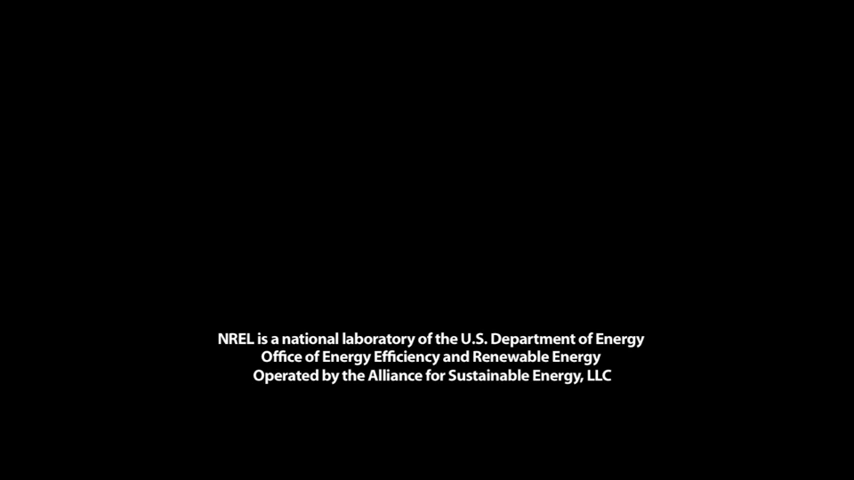 NREL is a national laboratory of the U.S. Department of Energy
Office of Energy Efficiency and Renewable Energy
Operated by the Alliance for Sustainable Energy, LLC